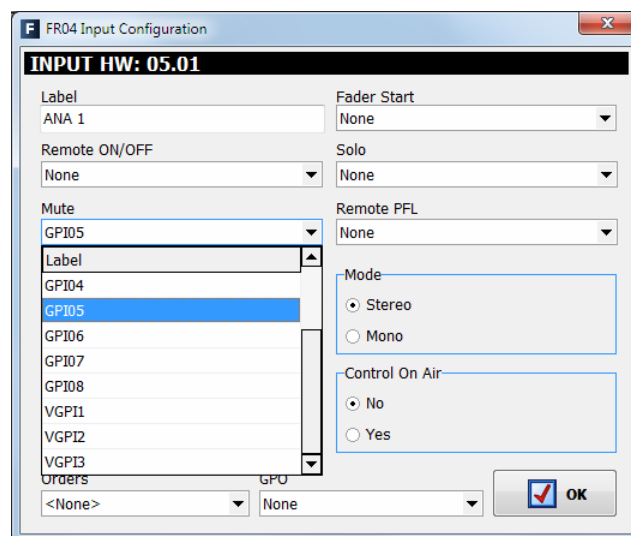 F FR04 Input Configuration
INPUT HW: 05.01
Label
ANA 1
Fader Start
None
Remote ON/OFF
None
Solo
None
Mute
GPI05
Remote PFL
None
Label
GPI04
GPI05
GPI06
GPI07
GPI08
VGPI1
VGPI2
VGPI3
Mode
Stereo
Mono
Control On Air
No
Yes
Orders
<None>
GPO
None
OK